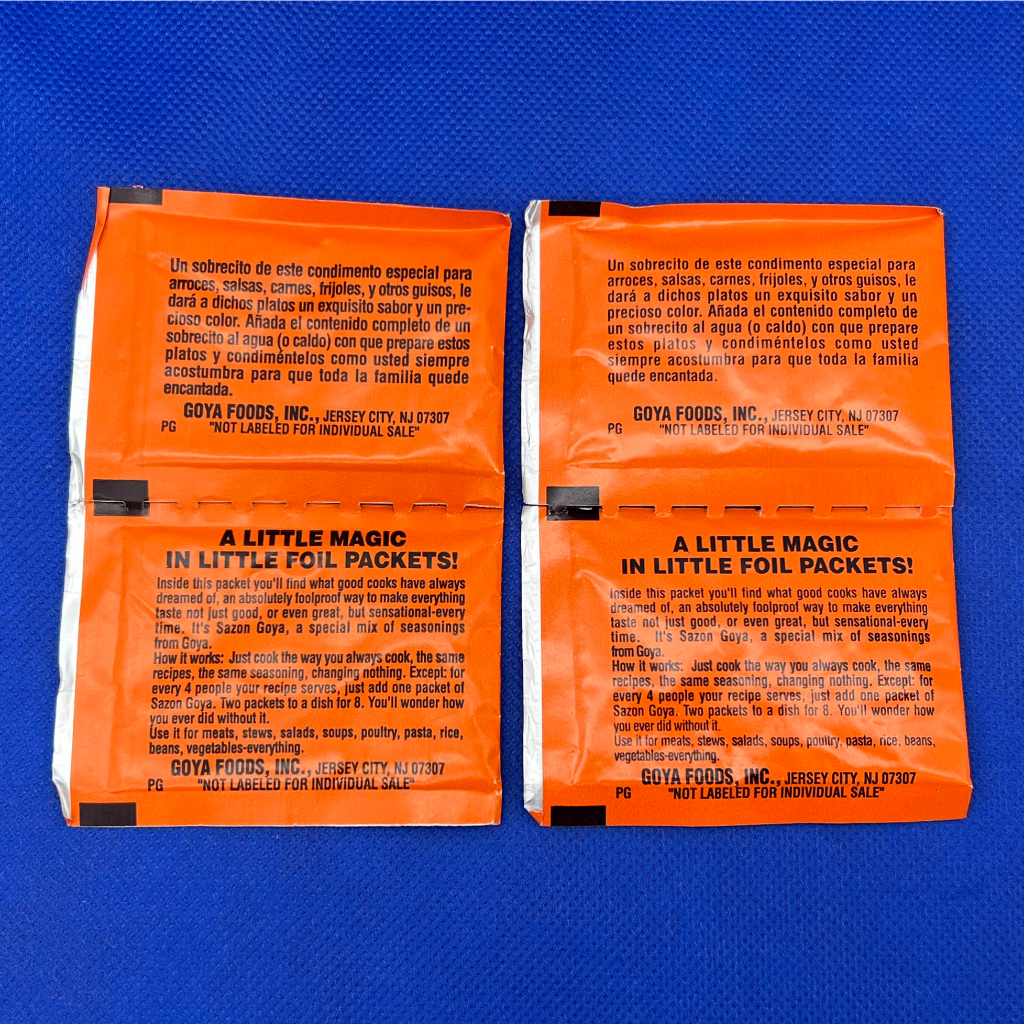 Un sobrecito de este condimento especial para
arroces, salsas, carnes, frijoles, y otros guisos, le
dará a dichos platos un exquisito sabor y un pre-
cioso color. Añada el contenido completo de un
sobrecito al agua (o caldo) con que prepare estos
platos y condiméntelos como usted siempre
acostumbra para que toda la familia quede
encantada.
GOYA FOODS, INC., JERSEY CITY, NJ 07307
PG "NOT LABELED FOR INDIVIDUAL SALE"
A LITTLE MAGIC
IN LITTLE FOIL PACKETS!
Inside this packet you'll find what good cooks have always
dreamed of, an absolutely foolproof way to make everything
taste not just good, or even great, but sensational-every
time. It's Sazon Goya, a special mix of seasonings
from Goya.
How it works: Just cook the way you always cook, the same
recipes, the same seasoning, changing nothing. Except: for
every 4 people your recipe serves, just add one packet of
Sazon Goya. Two packets to a dish for 8. You'll wonder how
you ever did without it.
Use it for meats, stews, salads, soups, poultry, pasta, rice,
beans, vegetables-everything.
GOYA FOODS, INC., JERSEY CITY, NJ 07307
PG "NOT LABELED FOR INDIVIDUAL SALE"
Un sobrecito de este condimento especial para
arroces, salsas, carnes, frijoles, y otros guisos, le
dará a dichos platos un exquisito sabor y un
precioso color. Añada el contenido completo de
un sobrecito al agua (o caldo) con que prepare
estos platos y condiméntelos como usted
siempre acostumbra para que toda la familia
quede encantada.
GOYA FOODS, INC., JERSEY CITY, NJ 07307
PG "NOT LABELED FOR INDIVIDUAL SALE"
A LITTLE MAGIC
IN LITTLE FOIL PACKETS!
Inside this packet you'll find what good cooks have always
dreamed of, an absolutely foolproof way to make everything
taste not just good, or even great, but sensational-every
time. It's Sazon Goya, a special mix of seasonings
from Goya.
How it works: Just cook the way you always cook, the same
recipes, the same seasoning, changing nothing. Except: for
every 4 people your recipe serves, just add one packet of
Sazon Goya. Two packets to a dish for 8. You'll wonder how
you ever did without it.
Use it for meats, stews, salads, soups, poultry, pasta, rice, beans,
vegetables-everything.
GOYA FOODS, INC., JERSEY CITY, NJ 07307
PG "NOT LABELED FOR INDIVIDUAL SALE"